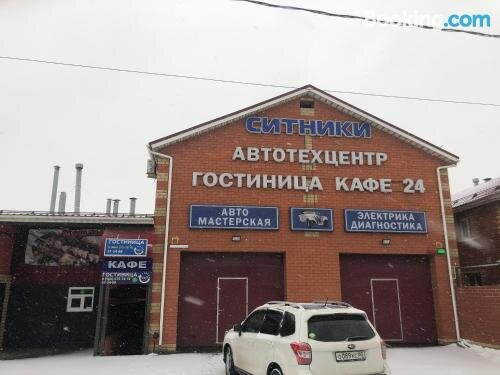 Booking.com
СИТНИКИ
АВТОТЕХЦЕНТР
ГОСТИНИЦА КАФЕ 24
АВТО
МАСТЕРСКАЯ
ЭЛЕКТРИКА
ДИАГНОСТИКА
ГОСТИНИЦА
КАФЕ
ГОСТИНИЦА